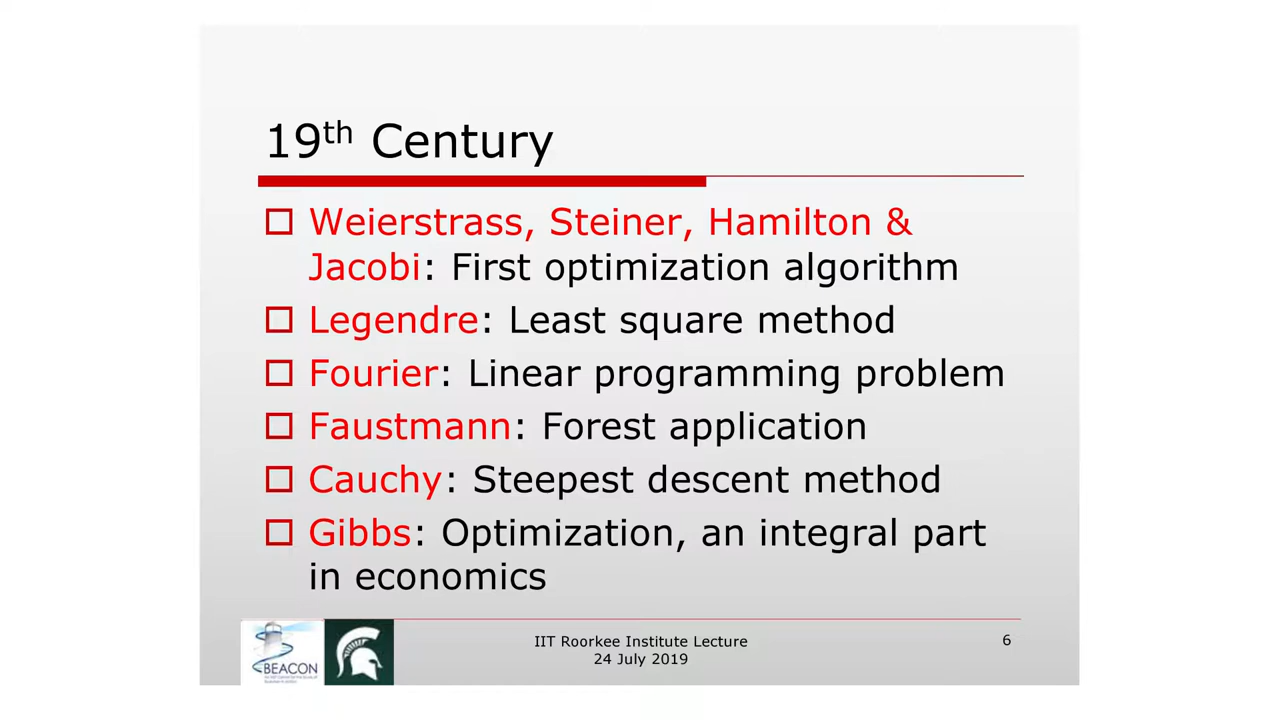 19th Century
Weierstrass, Steiner, Hamilton &
Jacobi: First optimization algorithm
Legendre: Least square method
Fourier: Linear programming problem
Faustmann: Forest application
Cauchy: Steepest descent method
Gibbs: Optimization, an integral part
in economics
BEACON
IIT Roorkee Institute Lecture
24 July 2019
6